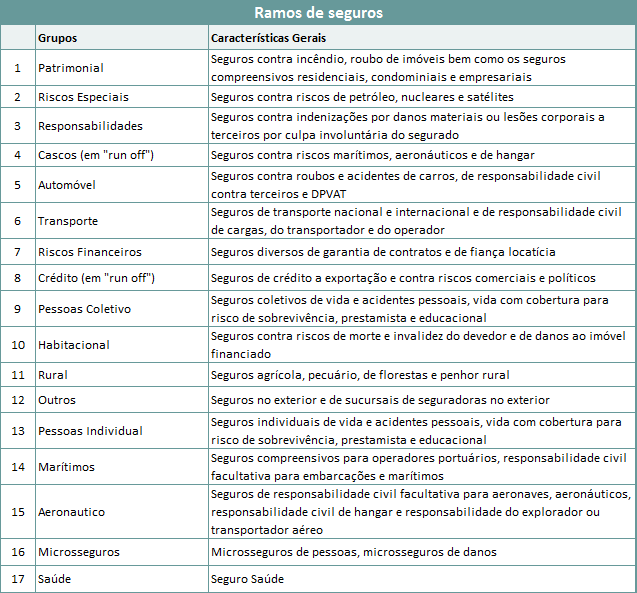 Ramos de seguros
Grupos Características Gerais
1 Patrimonial Seguros contra incêndio, roubo de imóveis bem como os seguros
compreensivos residenciais, condominiais e empresariais
2 Riscos Especiais Seguros contra riscos de petróleo, nucleares e satélites
3 Responsabilidades Seguros contra indenizações por danos materiais ou lesões corporais a
terceiros por culpa involuntária do segurado
4 Cascos (em "run off") Seguros contra riscos marítimos, aeronáuticos e de hangar
5 Automóvel Seguros contra roubos e acidentes de carros, de responsabilidade civil
contra terceiros e DPVAT
6 Transporte Seguros de transporte nacional e internacional e de responsabilidade civil
de cargas, do transportador e do operador
7 Riscos Financeiros Seguros diversos de garantia de contratos e de fiança locatícia
8 Crédito (em "run off") Seguros de crédito a exportação e contra riscos comerciais e políticos
9 Pessoas Coletivo Seguros coletivos de vida e acidentes pessoais, vida com cobertura para
risco de sobrevivência, prestamista e educacional
10 Habitacional Seguros contra riscos de morte e invalidez do devedor e de danos ao imóvel
financiado
11 Rural Seguros agrícola, pecuário, de florestas e penhor rural
12 Outros Seguros no exterior e de sucursais de seguradoras no exterior
13 Pessoas Individual Seguros individuais de vida e acidentes pessoais, vida com cobertura para
risco de sobrevivência, prestamista e educacional
14 Marítimos Seguros compreensivos para operadores portuários, responsabilidade civil
facultativa para embarcações e marítimos
15 Aeronautico Seguros de responsabilidade civil facultativa para aeronaves, aeronáuticos,
responsabilidade civil de hangar e responsabilidade do explorador ou
transportador aéreo
16 Microsseguros Microsseguros de pessoas, microsseguros de danos
17 Saúde Seguro Saúde